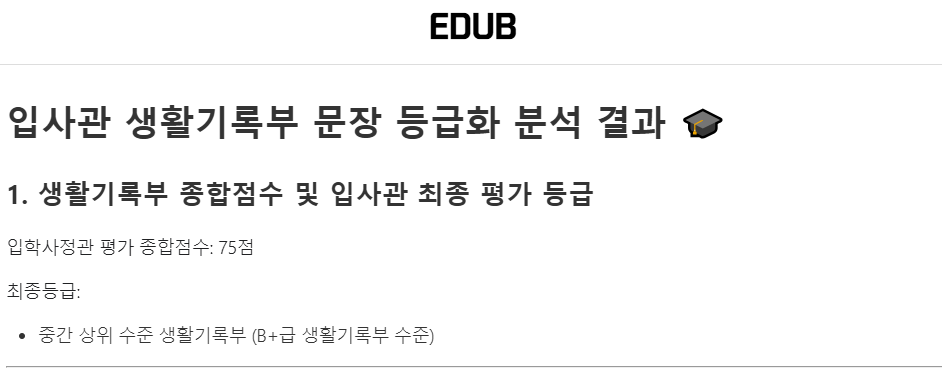 EDUB
입사관 생활기록부 문장 등급화 분석 결과 🎓
1. 생활기록부 종합점수 및 입사관 최종 평가 등급
입학사정관 평가 종합점수: 75점
최종등급:
• 중간 상위 수준 생활기록부 (B+급 생활기록부 수준)